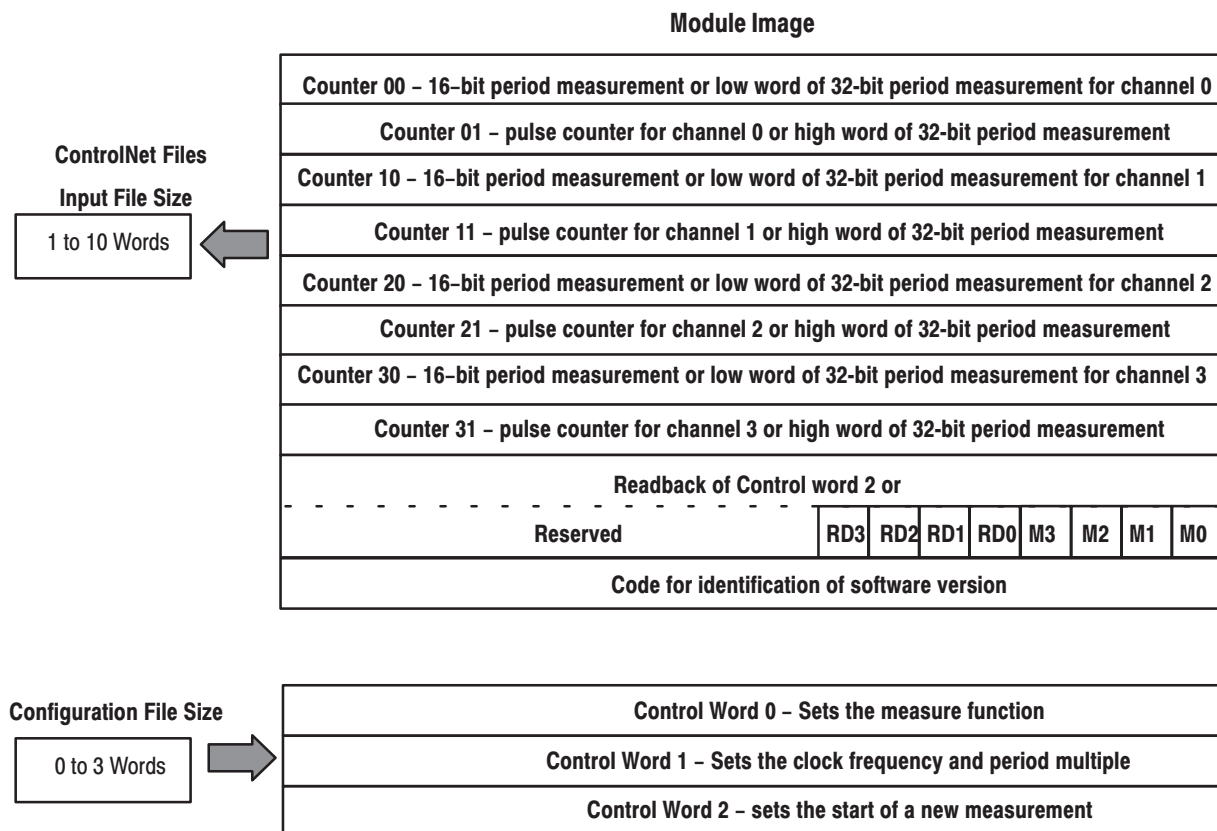 Module Image
Counter 00 – 16–bit period measurement or low word of 32-bit period measurement for channel 0
Counter 01 – pulse counter for channel 0 or high word of 32-bit period measurement
ControlNet Files
Input File Size
1 to 10 Words
Counter 10 – 16–bit period measurement or low word of 32-bit period measurement for channel 1
Counter 11 – pulse counter for channel 1 or high word of 32-bit period measurement
Counter 20 – 16–bit period measurement or low word of 32-bit period measurement for channel 2
Counter 21 – pulse counter for channel 2 or high word of 32-bit period measurement
Counter 30 – 16–bit period measurement or low word of 32-bit period measurement for channel 3
Counter 31 – pulse counter for channel 3 or high word of 32-bit period measurement
Readback of Control word 2 or
Reserved RD3 RD2 RD1 RD0 M3 M2 M1 M0
Code for identification of software version
Configuration File Size
0 to 3 Words
Control Word 0 – Sets the measure function
Control Word 1 – Sets the clock frequency and period multiple
Control Word 2 – sets the start of a new measurement